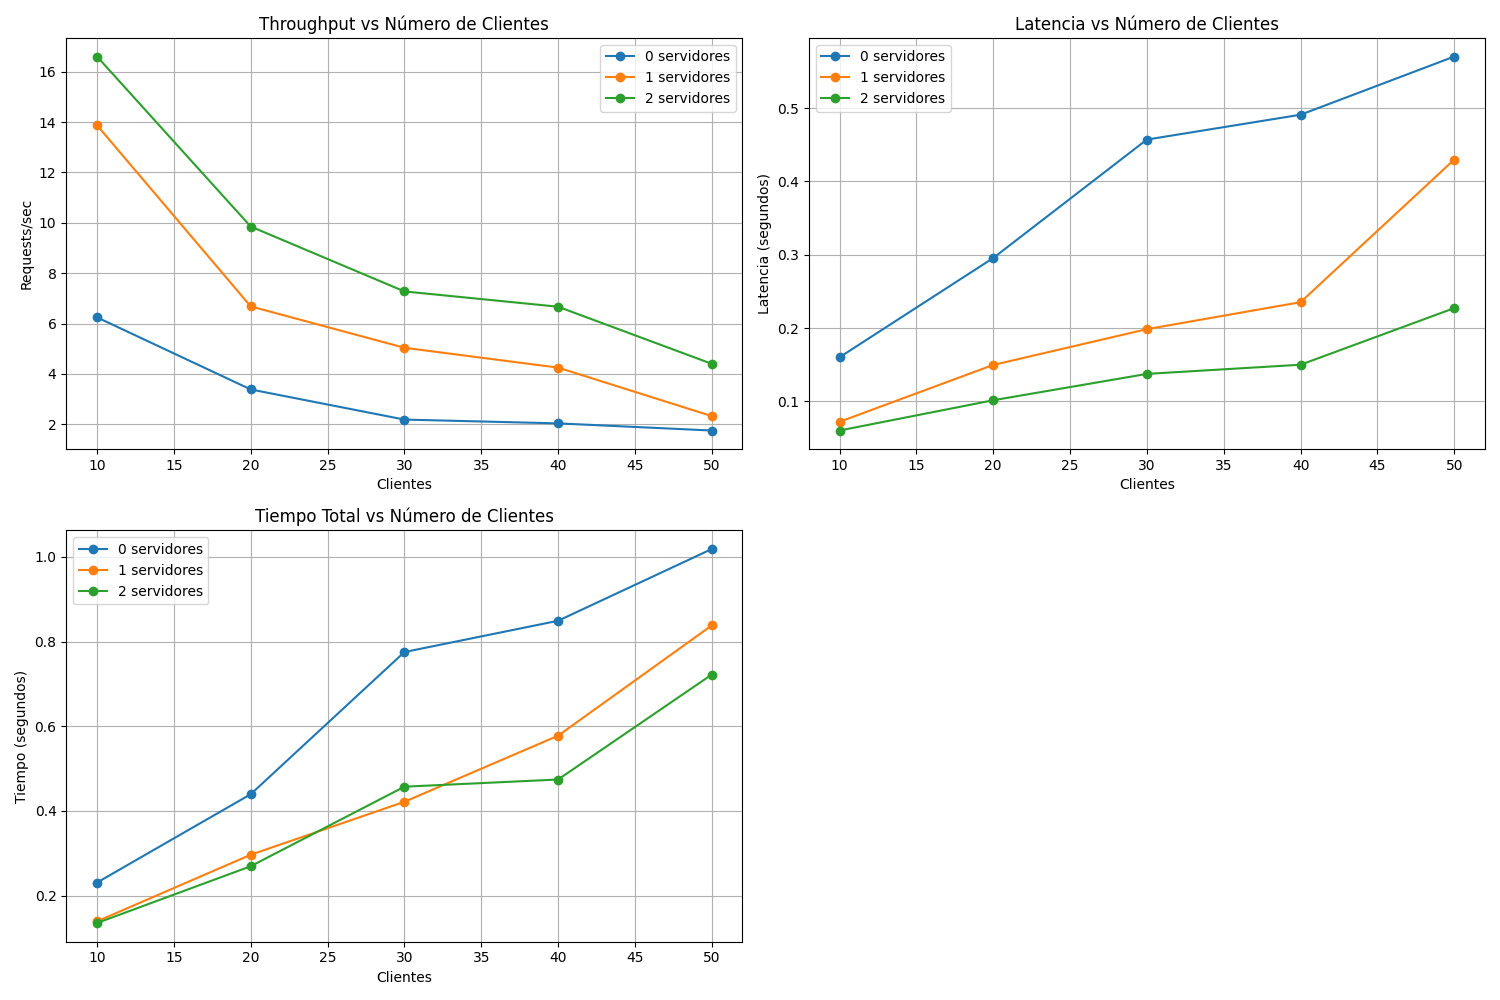 Throughput vs Número de Clientes
0 servidores
1 servidores
2 servidores
16
14
12
10
8
6
4
2
Requests/sec
10 15 20 25 30 35 40 45 50
Clientes
Latencia vs Número de Clientes
0 servidores
1 servidores
2 servidores
0.5
0.4
0.3
0.2
0.1
Latencia (segundos)
10 15 20 25 30 35 40 45 50
Clientes
Tiempo Total vs Número de Clientes
0 servidores
1 servidores
2 servidores
1.0
0.8
0.6
0.4
0.2
Tiempo (segundos)
10 15 20 25 30 35 40 45 50
Clientes